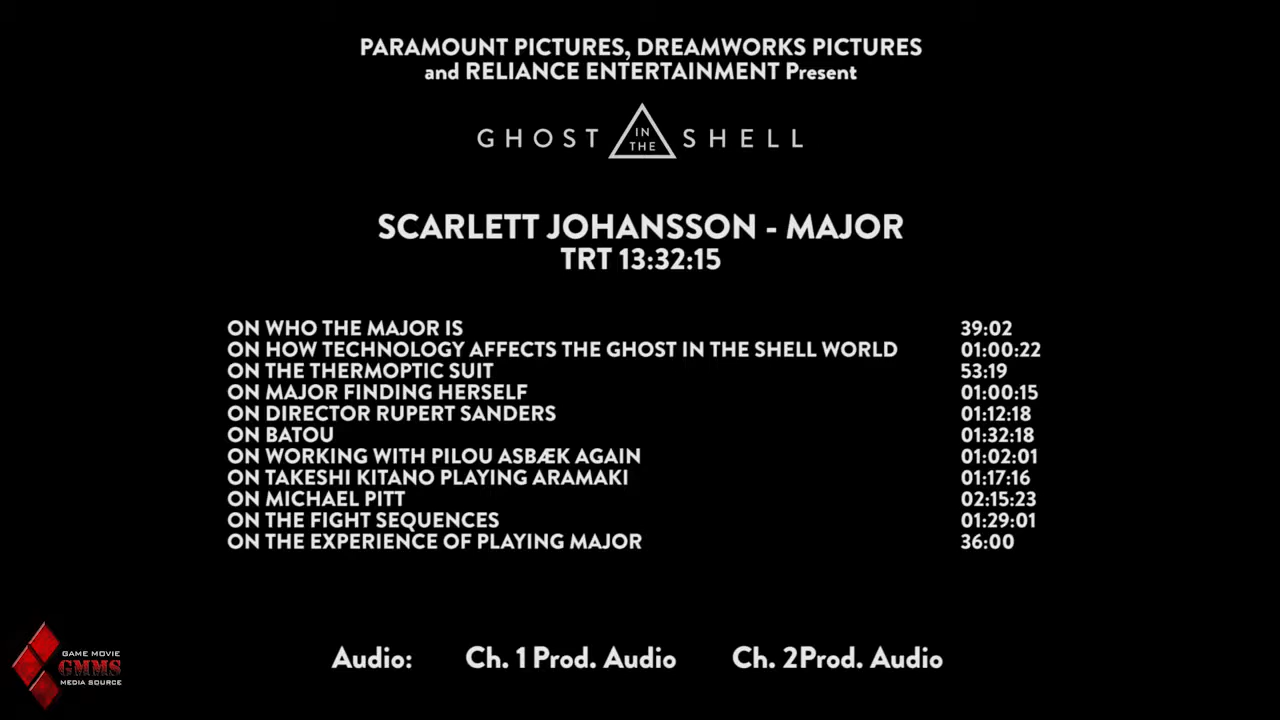 PARAMOUNT PICTURES, DREAMWORKS PICTURES
and RELIANCE ENTERTAINMENT Present
GHOST IN THE SHELL
SCARLETT JOHANSSON - MAJOR
TRT 13:32:15
ON WHO THE MAJOR IS 39:02
ON HOW TECHNOLOGY AFFECTS THE GHOST IN THE SHELL WORLD 01:00:22
ON THE THERMOPTIC SUIT 53:19
ON MAJOR FINDING HERSELF 01:00:15
ON DIRECTOR RUPERT SANDERS 01:12:18
ON BATOU 01:32:18
ON WORKING WITH PILOU ASBÆK AGAIN 01:02:01
ON TAKESHI KITANO PLAYING ARAMAKI 01:17:16
ON MICHAEL PITT 02:15:23
ON THE FIGHT SEQUENCES 01:29:01
ON THE EXPERIENCE OF PLAYING MAJOR 36:00
Audio: Ch. 1 Prod. Audio Ch. 2Prod. Audio
GAME MOVIE
GMMS
MEDIA SOURCE